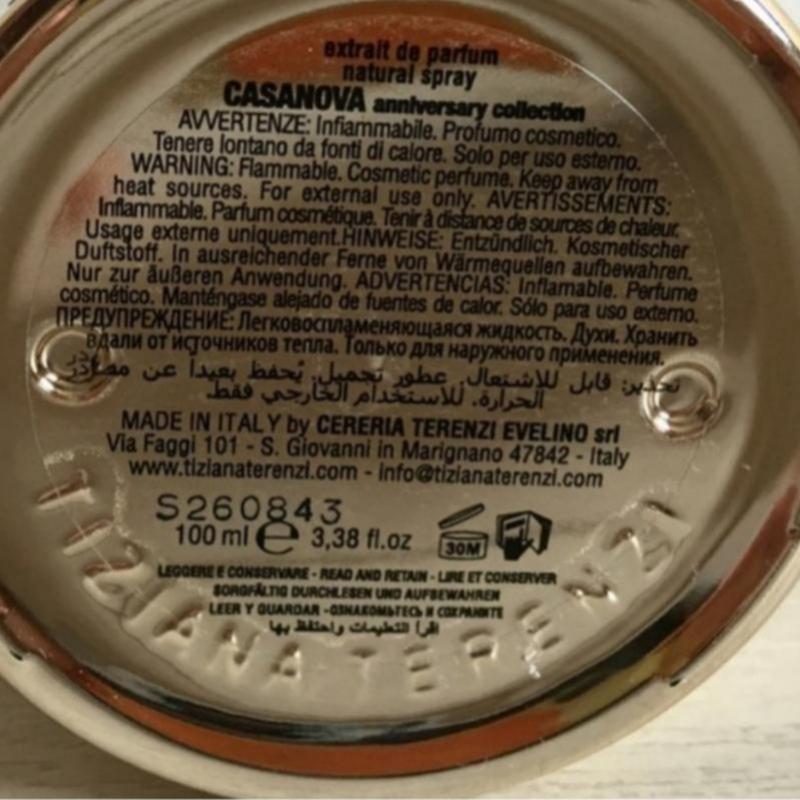 extrait de parfum
natural spray
CASANOVA anniversary collection
AVVERTENZE: Infiammabile. Profumo cosmetico.
Tenere lontano da fonti di calore. Solo per uso esterno.
WARNING: Flammable. Cosmetic perfume. Keep away from
heat sources. For external use only. AVERTISSEMENTS:
Inflammable. Parfum cosmétique. Tenir à distance de sources de chaleur.
Usage externe uniquement.HINWEISE: Entzündlich. Kosmetischer
Duftstoff. In ausreichender Ferne von Wärmequellen aufbewahren.
Nur zur äußeren Anwendung. ADVERTENCIAS: Inflamable. Perfume
cosmético. Manténgase alejado de fuentes de calor. Sólo para uso externo.
ПРЕДУПРЕЖДЕНИЕ: Легковоспламеняющаяся жидкость. Духи. Хранить
вдали от источников тепла. Только для наружного применения.
تحذير: قابل للاشتعال. عطور تجميل. يُحفظ بعيداً عن مصادر
الحرارة. للاستخدام الخارجي فقط.
MADE IN ITALY by CERERIA TERENZI EVELINO srl
Via Faggi 101 - S. Giovanni in Marignano 47842 - Italy
www.tizianaterenzi.com - info@tizianaterenzi.com
S260843
100 ml e 3,38 fl.oz 30M
LEGGERE E CONSERVARE - READ AND RETAIN - LIRE ET CONSERVER
SORGFÄLTIG DURCHLESEN UND AUFBEWAHREN
LEER Y GUARDAR -ОЗНАКОМЬТЕСЬ И СОХРАНИТЕ
اقرأ التعليمات واحتفظ بها
TIZIANA TERENZI